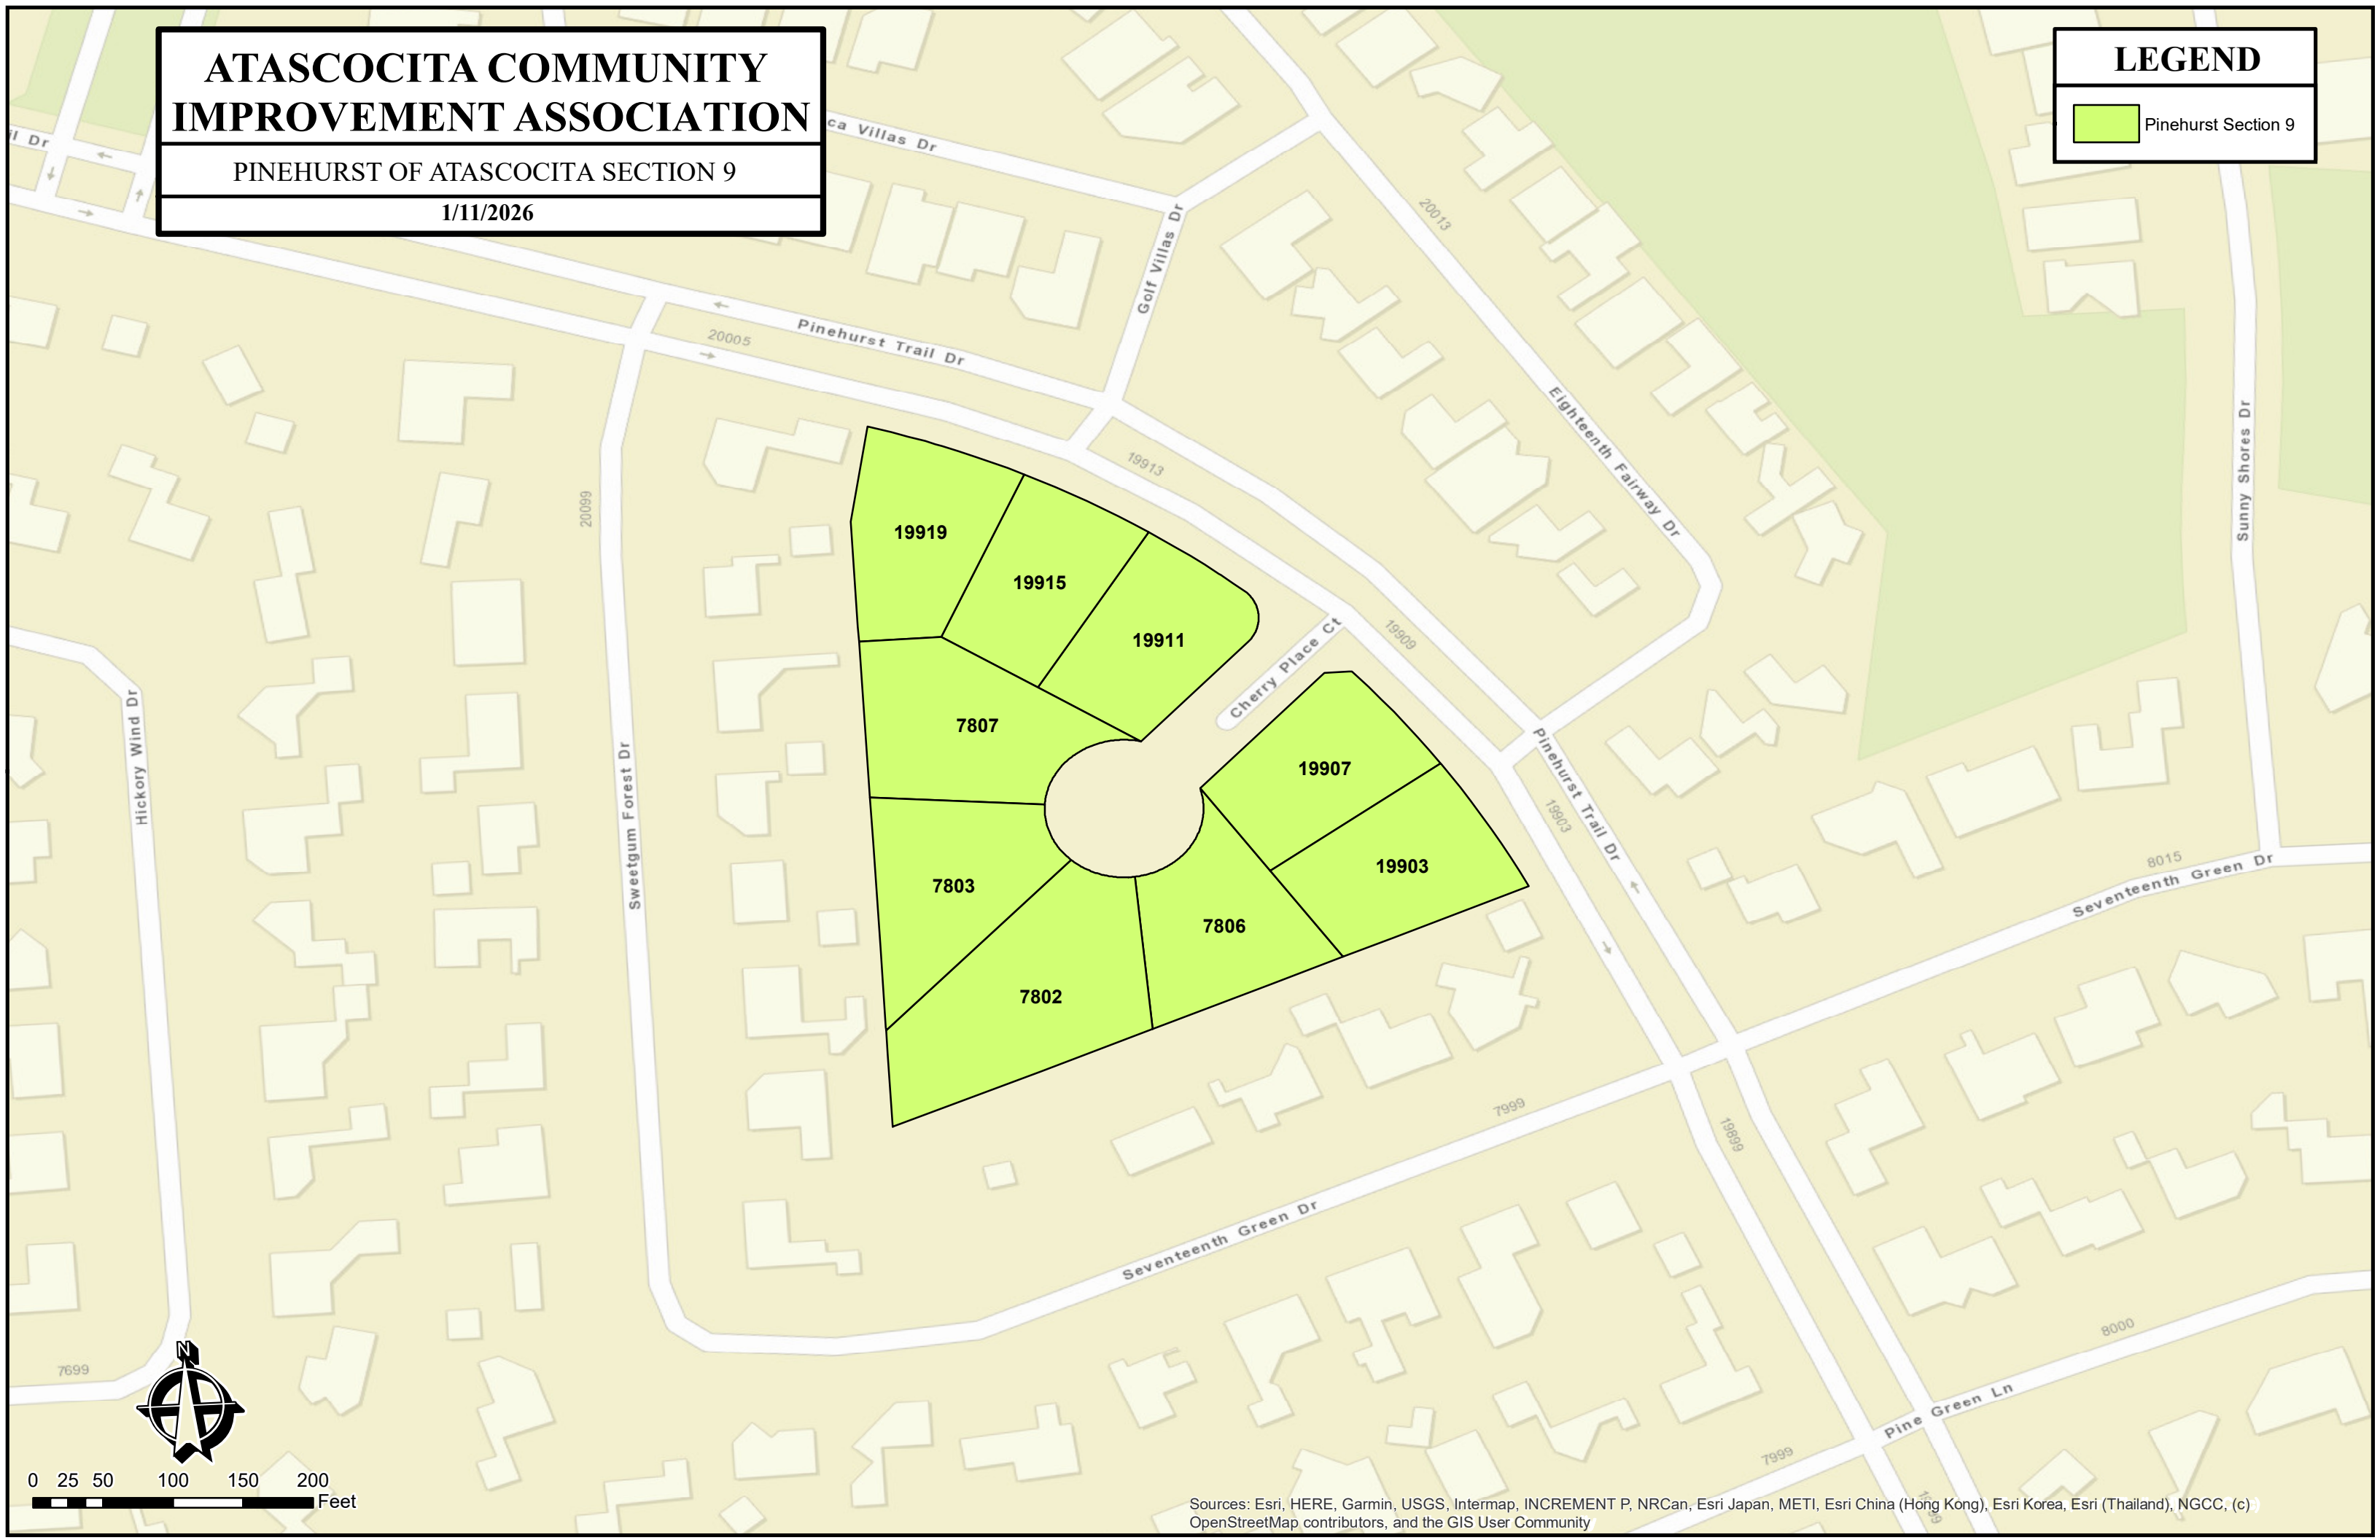 ATASCOCITA COMMUNITY
IMPROVEMENT ASSOCIATION
PINEHURST OF ATASCOCITA SECTION 9
1/11/2026
LEGEND
Pinehurst Section 9
il Dr
ca Villas Dr
Golf Villas Dr
20013
Pinehurst Trail Dr
20005
19913
Eighteenth Fairway Dr
Sunny Shores Dr
20099
19919
19915
19911
Cherry Place Ct
19909
7807
19907
Pinehurst Trail Dr
19903
Hickory Wind Dr
Sweetgum Forest Dr
7803
19903
7806
7802
8015
Seventeenth Green Dr
7999
19899
Seventeenth Green Dr
8000
Pine Green Ln
7999
7699
N
0 25 50 100 150 200
Feet
Sources: Esri, HERE, Garmin, USGS, Intermap, INCREMENT P, NRCan, Esri Japan, METI, Esri China (Hong Kong), Esri Korea, Esri (Thailand), NGCC, (c)
OpenStreetMap contributors, and the GIS User Community